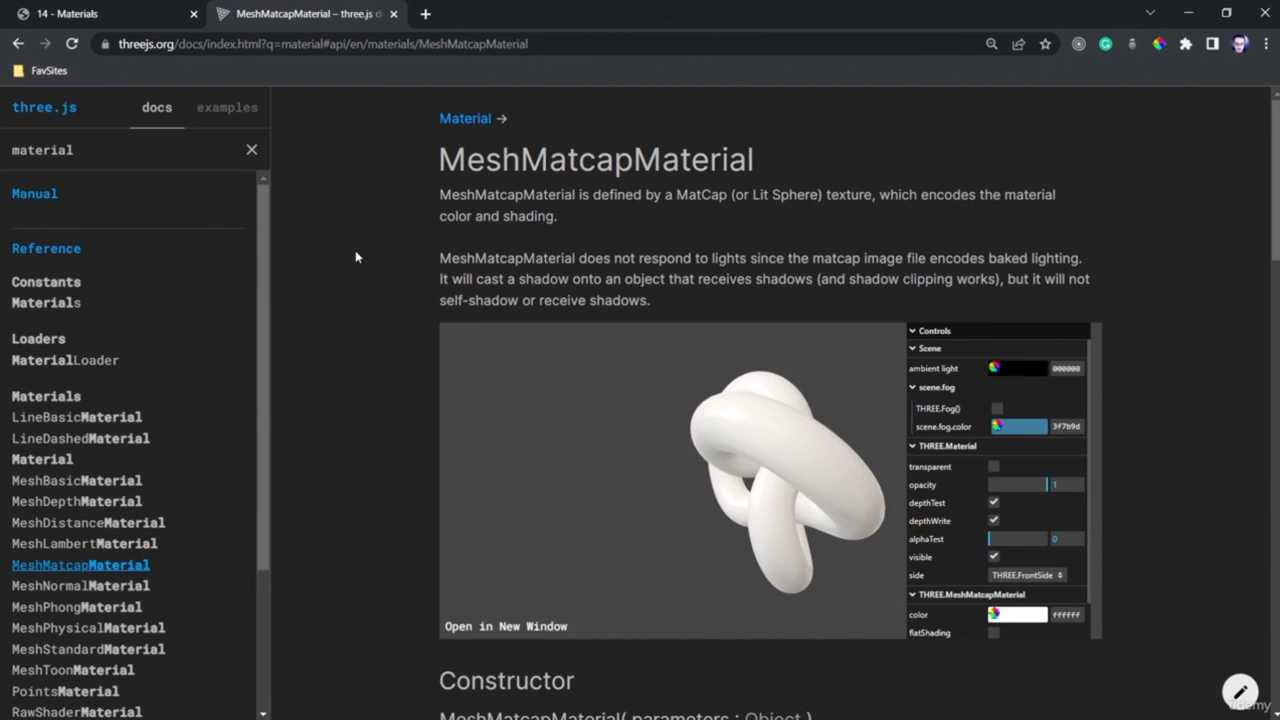 14 - Materials
MeshMatcapMaterial – three.js d
threejs.org/docs/index.html?q=material#api/en/materials/MeshMatcapMaterial
FavSites
three.js docs examples
material
Manual
Reference
Constants
Materials
Loaders
MaterialLoader
Materials
LineBasicMaterial
LineDashedMaterial
Material
MeshBasicMaterial
MeshDepthMaterial
MeshDistanceMaterial
MeshLambertMaterial
MeshMatcapMaterial
MeshNormalMaterial
MeshPhongMaterial
MeshPhysicalMaterial
MeshStandardMaterial
MeshToonMaterial
PointsMaterial
RawShaderMaterial
Material →
MeshMatcapMaterial
MeshMatcapMaterial is defined by a MatCap (or Lit Sphere) texture, which encodes the material
color and shading.
MeshMatcapMaterial does not respond to lights since the matcap image file encodes baked lighting.
It will cast a shadow onto an object that receives shadows (and shadow clipping works), but it will not
self-shadow or receive shadows.
Controls
Scene
ambient light 000000
scene.fog
THREE.Fog()
scene.fog.color 3f7b9d
THREE.Material
transparent
opacity 1
depthTest
depthWrite
alphaTest 0
visible
side THREE.FrontSide
THREE.MeshMatcapMaterial
color ffffff
flatShading
Open in New Window
Constructor
MeshMatcapMaterial( parameters : Object )
udemy